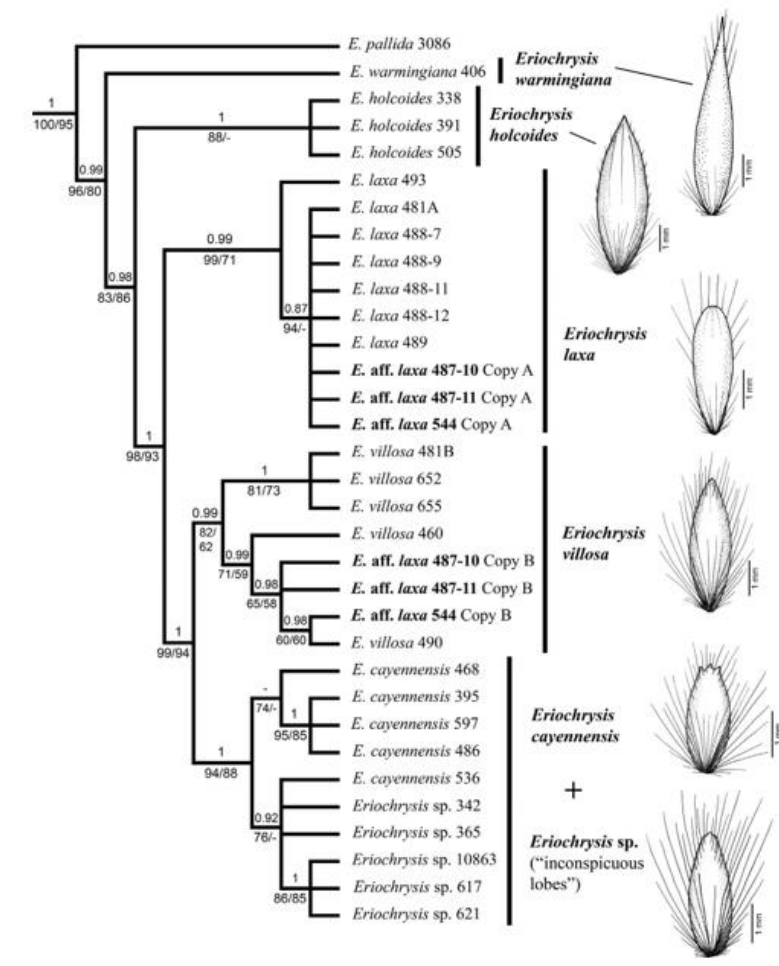 E. pallida 3086
E. warmingiana 406
Eriochrysis
warmingiana
E. holcoides 338
E. holcoides 391
E. holcoides 505
Eriochrysis
holcoides
1
100/95
0.99
96/80
1
88/-
0.98
83/86
1 mm
1 mm
E. laxa 493
E. laxa 481A
E. laxa 488-7
E. laxa 488-9
E. laxa 488-11
E. laxa 488-12
E. laxa 489
E. aff. laxa 487-10 Copy A
E. aff. laxa 487-11 Copy A
E. aff. laxa 544 Copy A
0.99
99/71
0.87
94/-
Eriochrysis
laxa
1 mm
1
98/93
E. villosa 481B
E. villosa 652
E. villosa 655
E. villosa 460
E. aff. laxa 487-10 Copy B
E. aff. laxa 487-11 Copy B
E. aff. laxa 544 Copy B
E. villosa 490
1
81/73
0.99
82/
62
0.99
71/59
0.98
65/58
0.98
60/60
Eriochrysis
villosa
1 mm
1
99/94
E. cayennensis 468
E. cayennensis 395
E. cayennensis 597
E. cayennensis 486
E. cayennensis 536
Eriochrysis sp. 342
Eriochrysis sp. 365
Eriochrysis sp. 10863
Eriochrysis sp. 617
Eriochrysis sp. 621
-
74/-
1
95/85
1
94/88
0.92
76/-
1
86/85
Eriochrysis
cayennensis
+
Eriochrysis sp.
("inconspicuous
lobes")
1 mm
1 mm